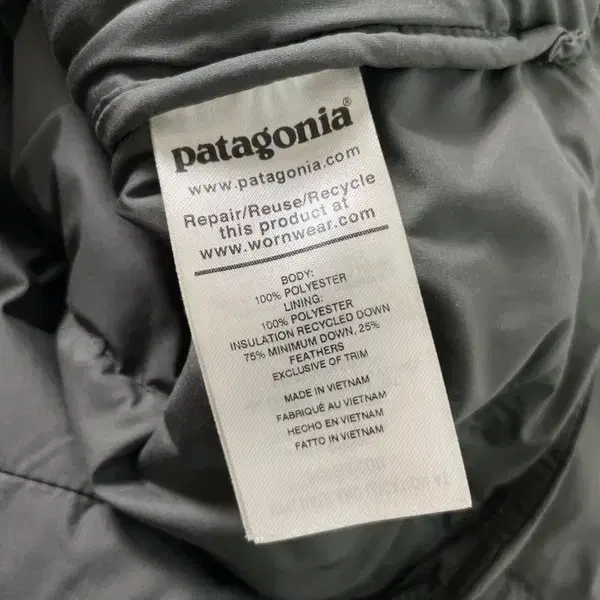 patagonia®
www.patagonia.com
Repair/Reuse/Recycle
this product at
www.wornwear.com
BODY:
100% POLYESTER
LINING:
100% POLYESTER
INSULATION RECYCLED DOWN
75% MINIMUM DOWN, 25%
FEATHERS
EXCLUSIVE OF TRIM
MADE IN VIETNAM
FABRIQUÉ AU VIETNAM
HECHO EN VIETNAM
FATTO IN VIETNAM